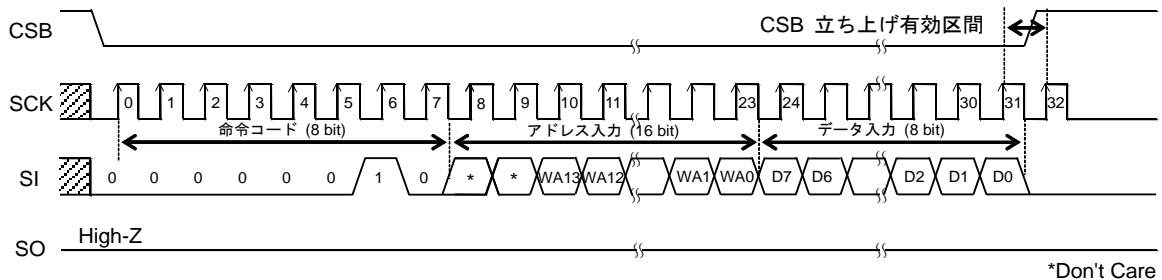 CSB
CSB 立ち上げ有効区間
SCK
0 1 2 3 4 5 6 7 8 9 10 11 23 24 30 31 32
命令コード (8 bit) アドレス入力 (16 bit) データ入力 (8 bit)
SI
0 0 0 0 0 0 1 0 * * WA13 WA12 WA1 WA0 D7 D6 D2 D1 D0
High-Z
SO
*Don't Care